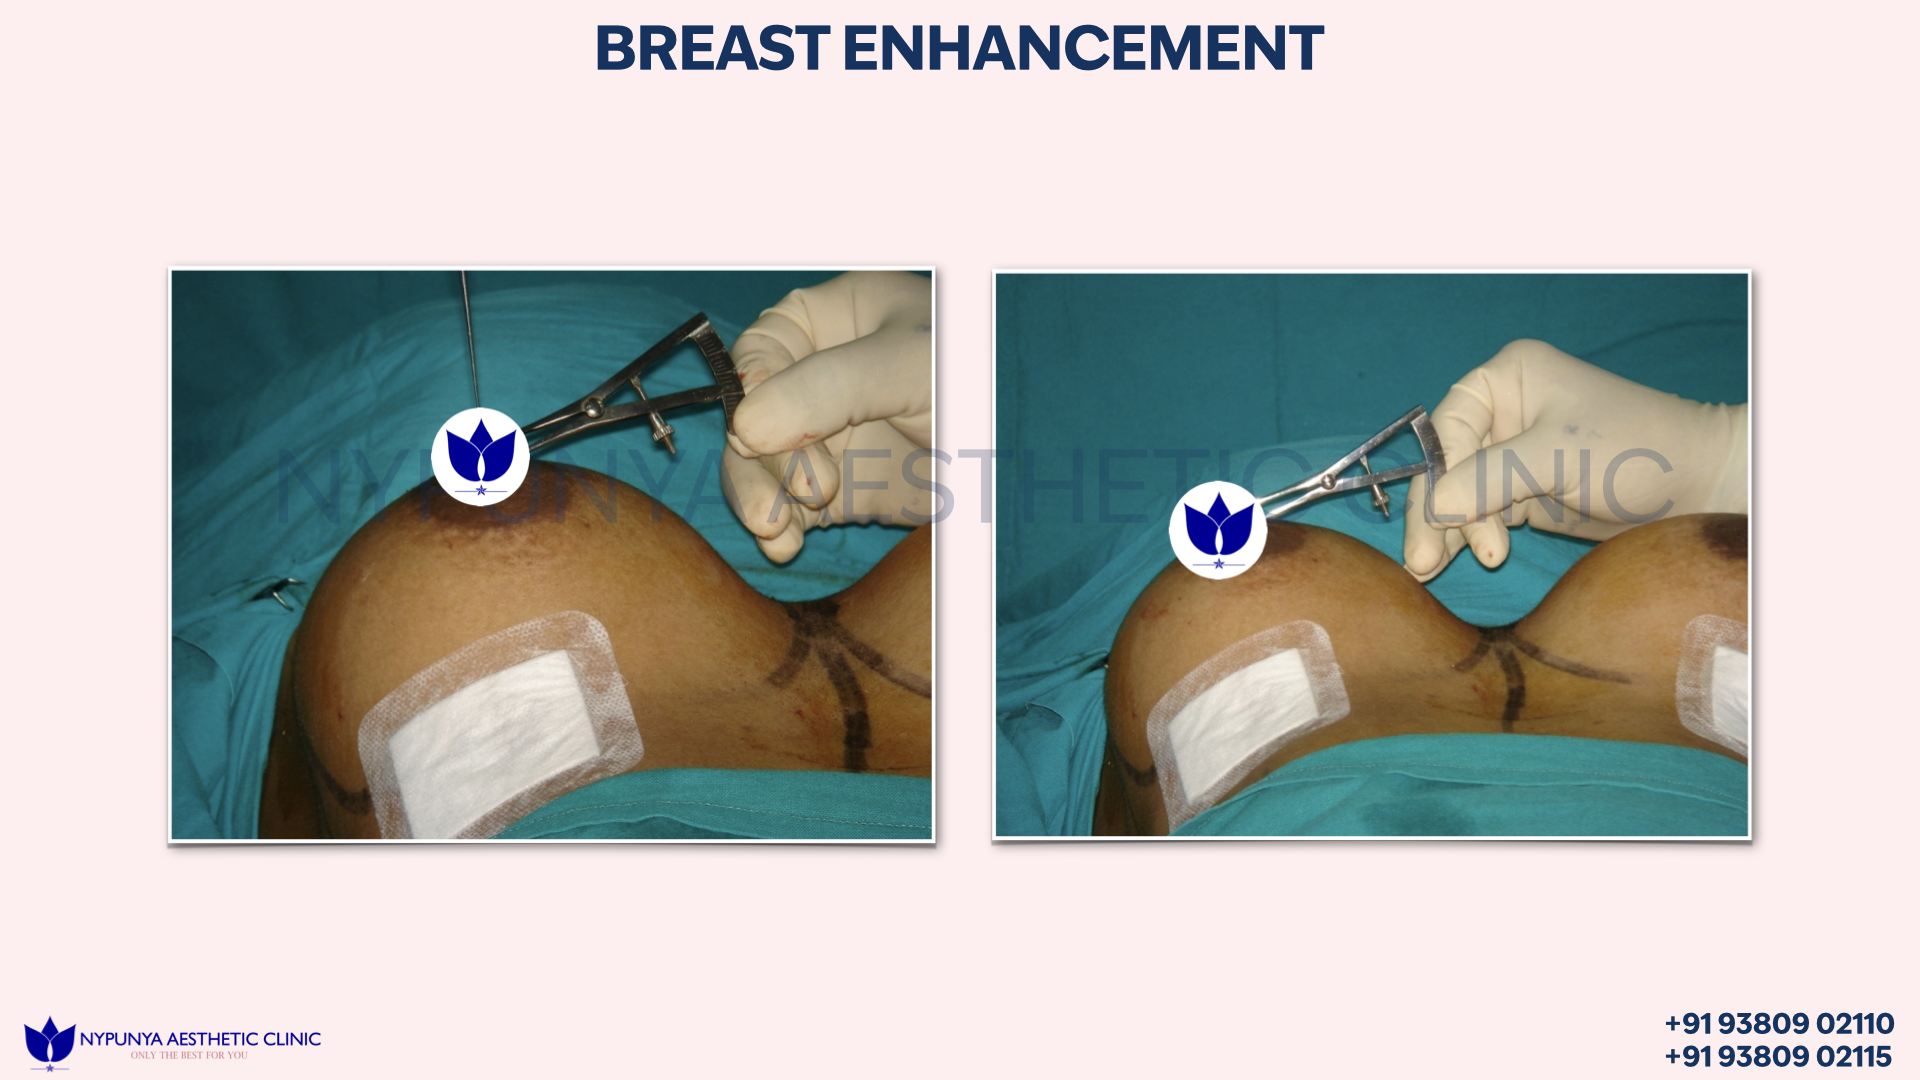 BREAST ENHANCEMENT
NYPUNYA AESTHETIC CLINIC
NYPUNYA AESTHETIC CLINIC
ONLY THE BEST FOR YOU
+91 93809 02110
+91 93809 02115